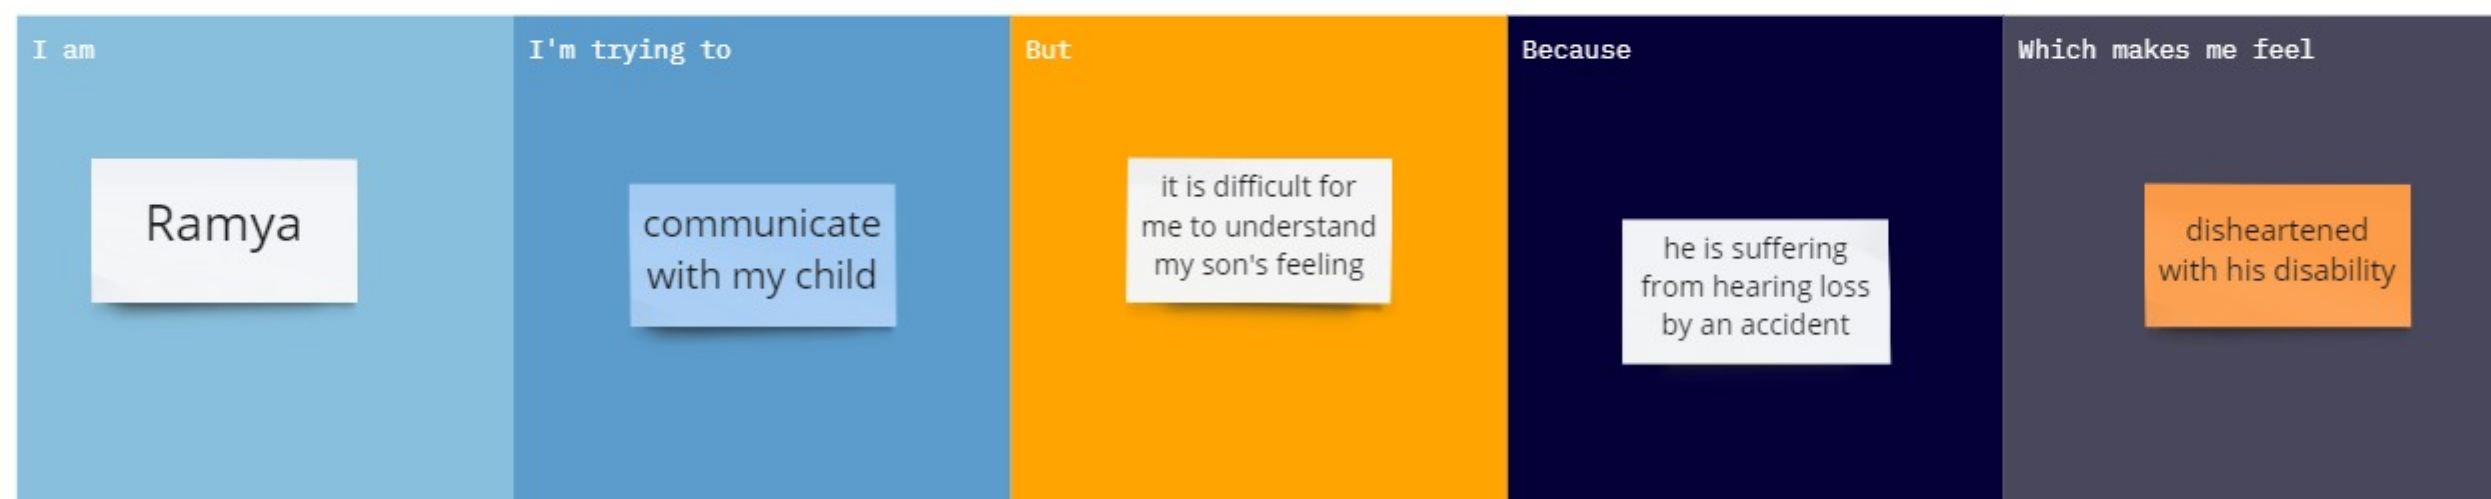 I am
Ramya
I'm trying to
communicate
with my child
But
it is difficult for
me to understand
my son's feeling
Because
he is suffering
from hearing loss
by an accident
Which makes me feel
disheartened
with his disability